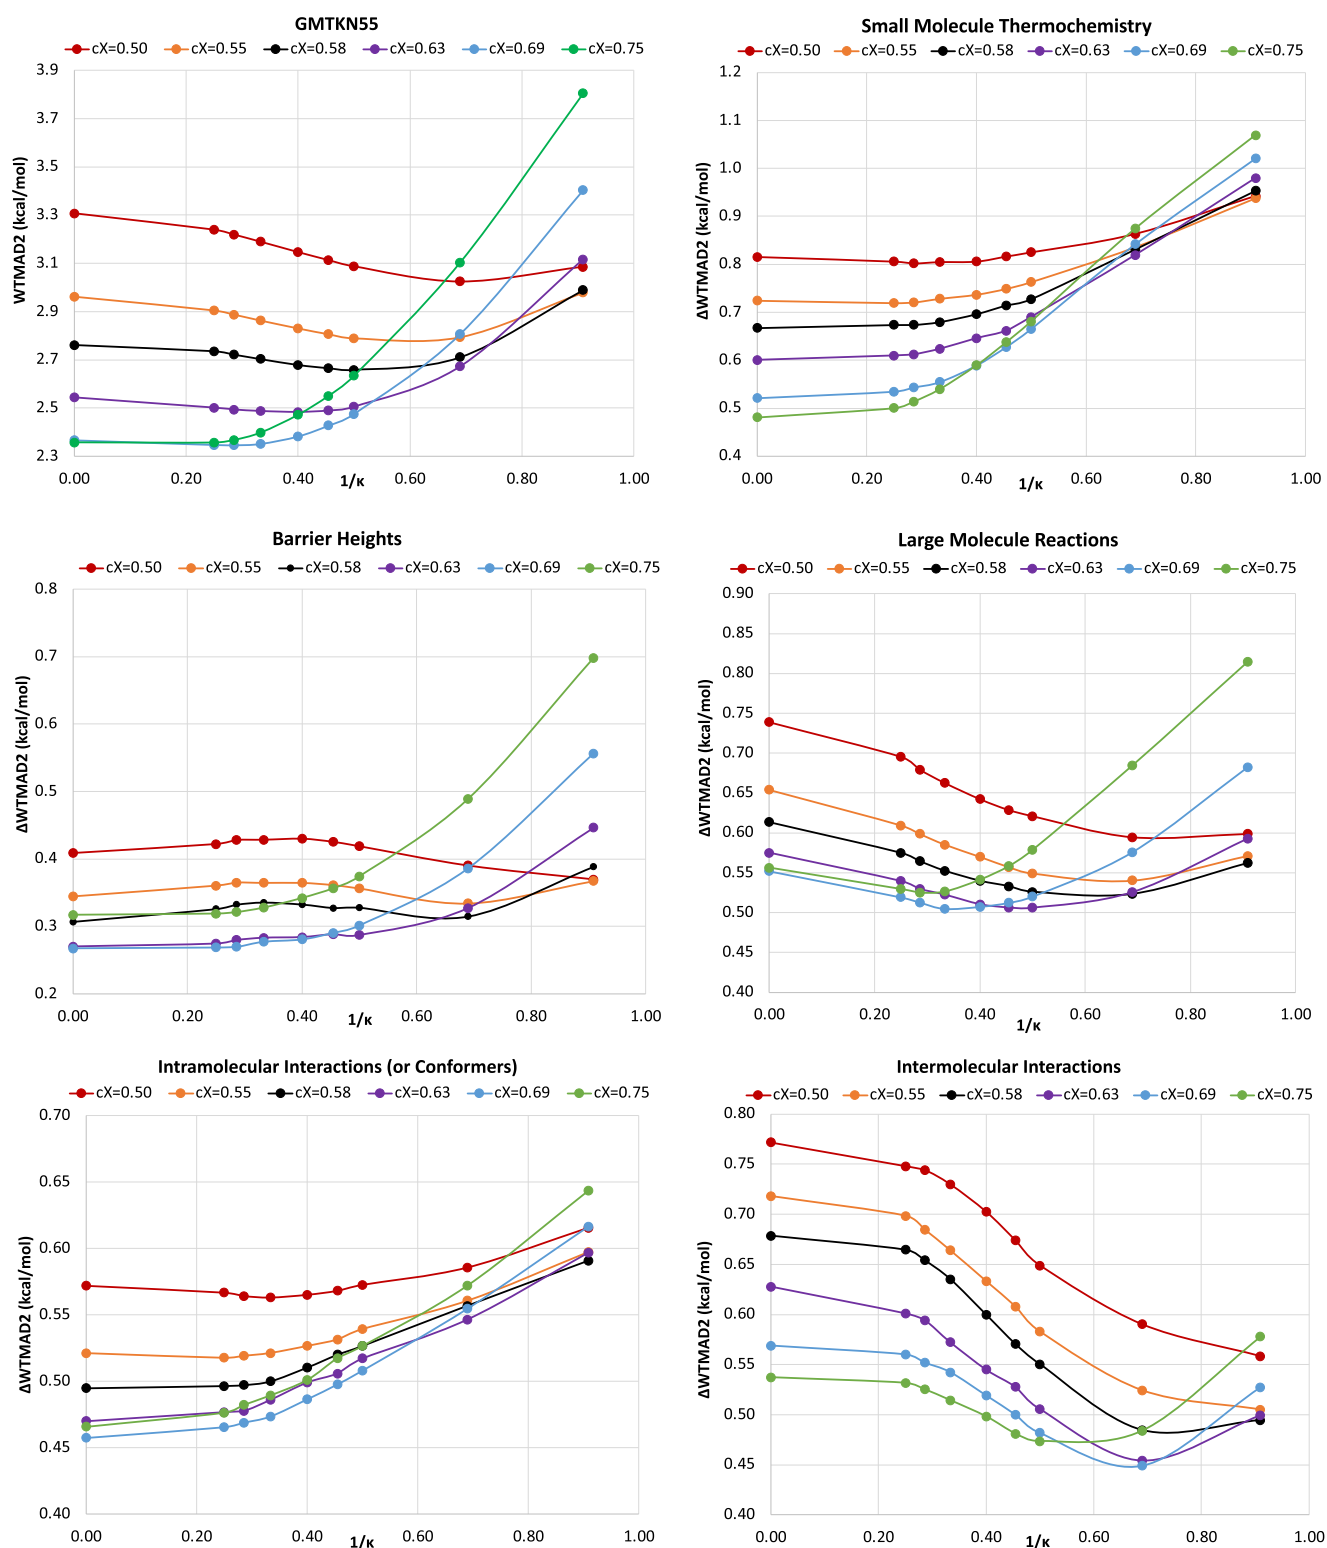 GMTKN55
cX=0.50 cX=0.55 cX=0.58 cX=0.63 cX=0.69 cX=0.75
WTMAD2 (kcal/mol)
3.9
3.7
3.5
3.3
3.1
2.9
2.7
2.5
2.3
0.00 0.20 0.40 0.60 0.80 1.00
1/κ
Small Molecule Thermochemistry
cX=0.50 cX=0.55 cX=0.58 cX=0.63 cX=0.69 cX=0.75
ΔWTMAD2 (kcal/mol)
1.2
1.1
1.0
0.9
0.8
0.7
0.6
0.5
0.4
0.00 0.20 0.40 0.60 0.80 1.00
1/κ
Barrier Heights
cX=0.50 cX=0.55 cX=0.58 cX=0.63 cX=0.69 cX=0.75
ΔWTMAD2 (kcal/mol)
0.8
0.7
0.6
0.5
0.4
0.3
0.2
0.00 0.20 0.40 0.60 0.80 1.00
1/κ
Large Molecule Reactions
cX=0.50 cX=0.55 cX=0.58 cX=0.63 cX=0.69 cX=0.75
ΔWTMAD2 (kcal/mol)
0.90
0.85
0.80
0.75
0.70
0.65
0.60
0.55
0.50
0.45
0.40
0.00 0.20 0.40 0.60 0.80 1.00
1/κ
Intramolecular Interactions (or Conformers)
cX=0.50 cX=0.55 cX=0.58 cX=0.63 cX=0.69 cX=0.75
ΔWTMAD2 (kcal/mol)
0.70
0.65
0.60
0.55
0.50
0.45
0.40
0.00 0.20 0.40 0.60 0.80 1.00
1/κ
Intermolecular Interactions
cX=0.50 cX=0.55 cX=0.58 cX=0.63 cX=0.69 cX=0.75
ΔWTMAD2 (kcal/mol)
0.80
0.75
0.70
0.65
0.60
0.55
0.50
0.45
0.40
0.00 0.20 0.40 0.60 0.80 1.00
1/κ